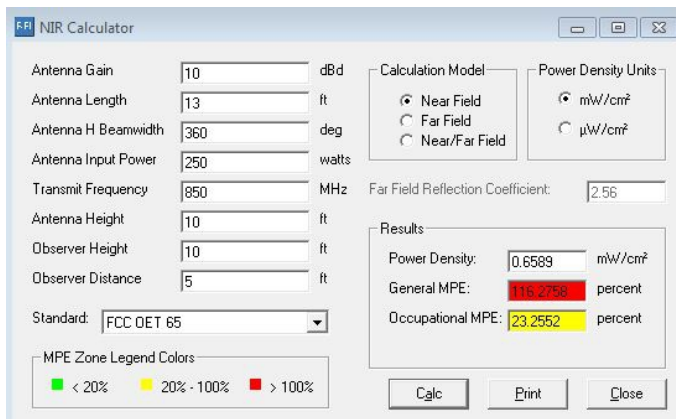 NIR Calculator
Antenna Gain 10 dBd
Antenna Length 13 ft
Antenna H Beamwidth 360 deg
Antenna Input Power 250 watts
Transmit Frequency 850 MHz
Antenna Height 10 ft
Observer Height 10 ft
Observer Distance 5 ft
Standard: FCC OET 65
MPE Zone Legend Colors
< 20% 20% - 100% > 100%
Calculation Model
Near Field
Far Field
Near/Far Field
Power Density Units
mW/cm²
µW/cm²
Far Field Reflection Coefficient: 2.56
Results
Power Density: 0.6589 mW/cm²
General MPE: 116.2758 percent
Occupational MPE: 23.2552 percent
Calc Print Close